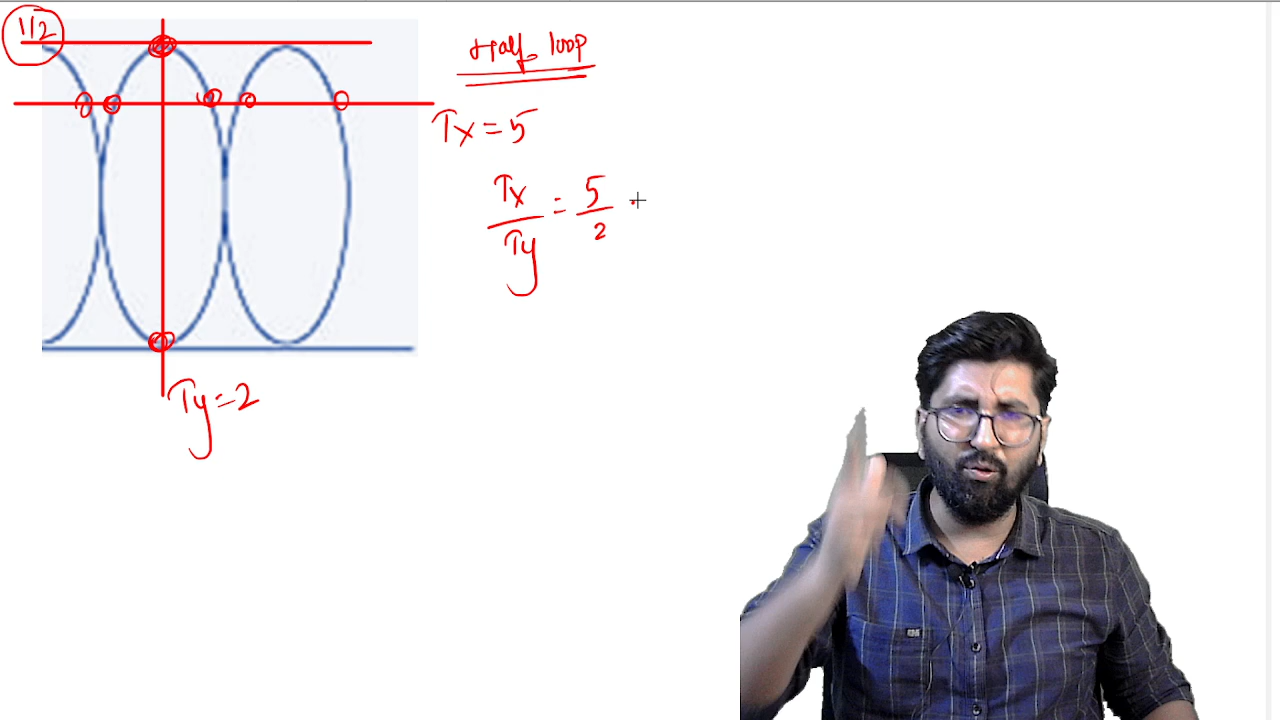 1/2
Half loop
Tx = 5
Tx/Ty = 5/2
Ty = 2